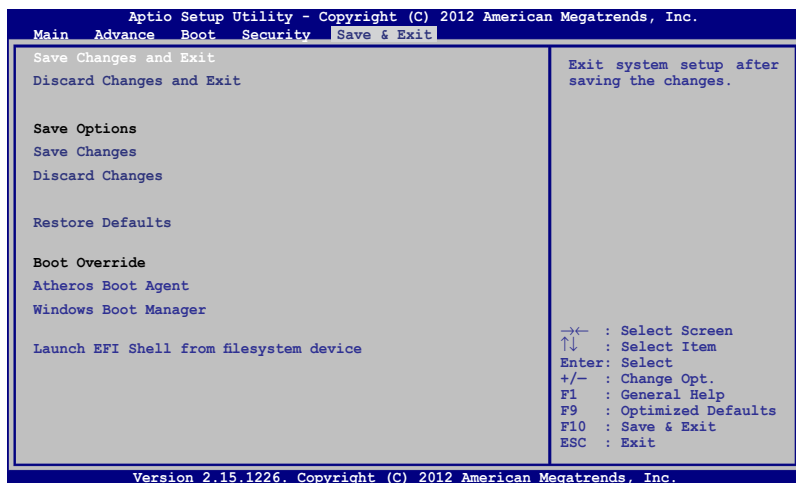 Aptio Setup Utility - Copyright (C) 2012 American Megatrends, Inc.
Main Advance Boot Security Save & Exit
Save Changes and Exit
Discard Changes and Exit
Save Options
Save Changes
Discard Changes
Restore Defaults
Boot Override
Atheros Boot Agent
Windows Boot Manager
Launch EFI Shell from filesystem device
Exit system setup after
saving the changes.
→← : Select Screen
↑↓ : Select Item
Enter: Select
+/— : Change Opt.
F1 : General Help
F9 : Optimized Defaults
F10 : Save & Exit
ESC : Exit
Version 2.15.1226. Copyright (C) 2012 American Megatrends, Inc.